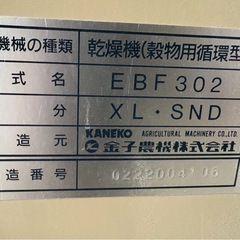 機械の種類 乾燥機(穀物用循環型
式名 EBF302
分 XL・SND
造元 KANEKO AGRICULTURAL MACHINERY CO.,LTD.
金子農機株式会社
造番号